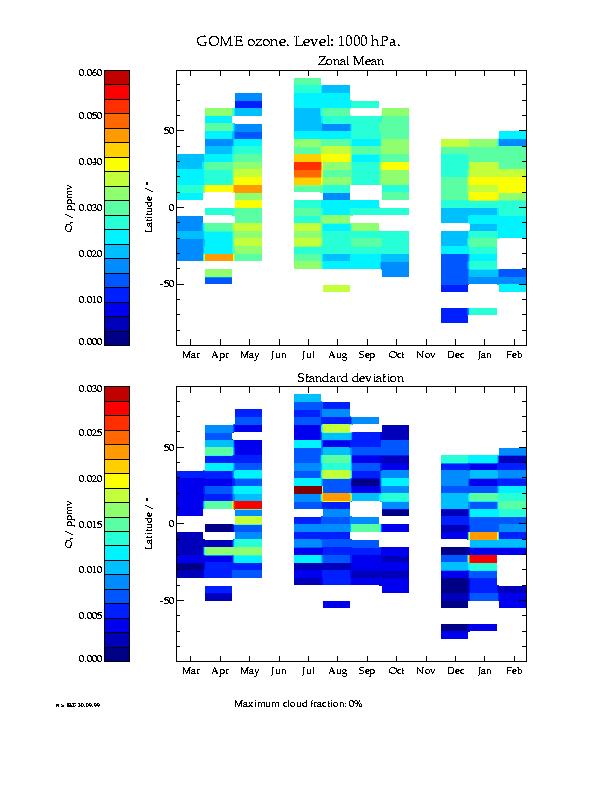 GOME ozone. Level: 1000 hPa.
Zonal Mean
0.060
0.050
0.040
0.030
0.020
0.010
0.000
O₃ / ppmv
Latitude / °
50
0
-50
Mar Apr May Jun Jul Aug Sep Oct Nov Dec Jan Feb
Standard deviation
0.030
0.025
0.020
0.015
0.010
0.005
0.000
O₃ / ppmv
Latitude / °
50
0
-50
Mar Apr May Jun Jul Aug Sep Oct Nov Dec Jan Feb
Maximum cloud fraction: 0%